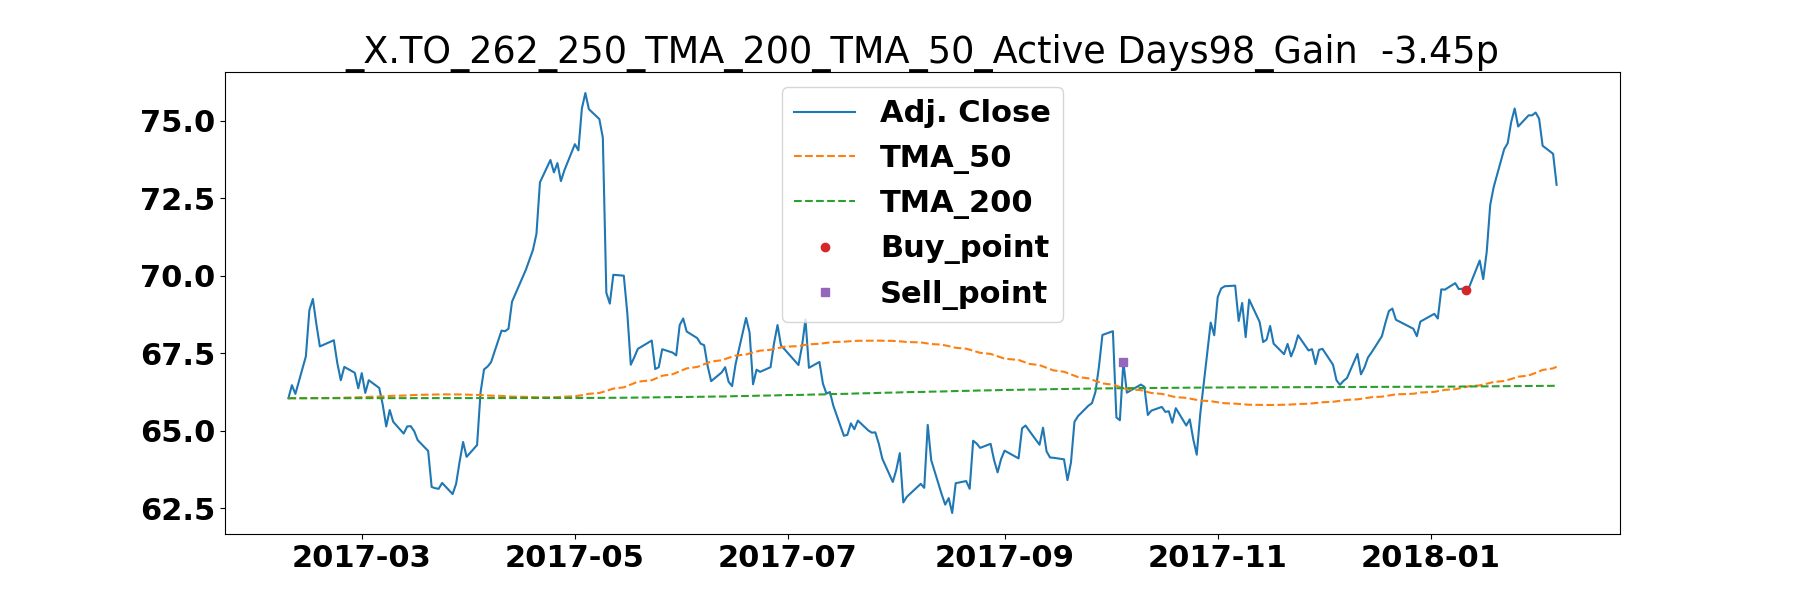 _X.TO_262_250_TMA_200_TMA_50_Active Days98_Gain  -3.45p
75.0
72.5
70.0
67.5
65.0
62.5
Adj. Close
TMA_50
TMA_200
Buy_point
Sell_point
2017-03 2017-05 2017-07 2017-09 2017-11 2018-01